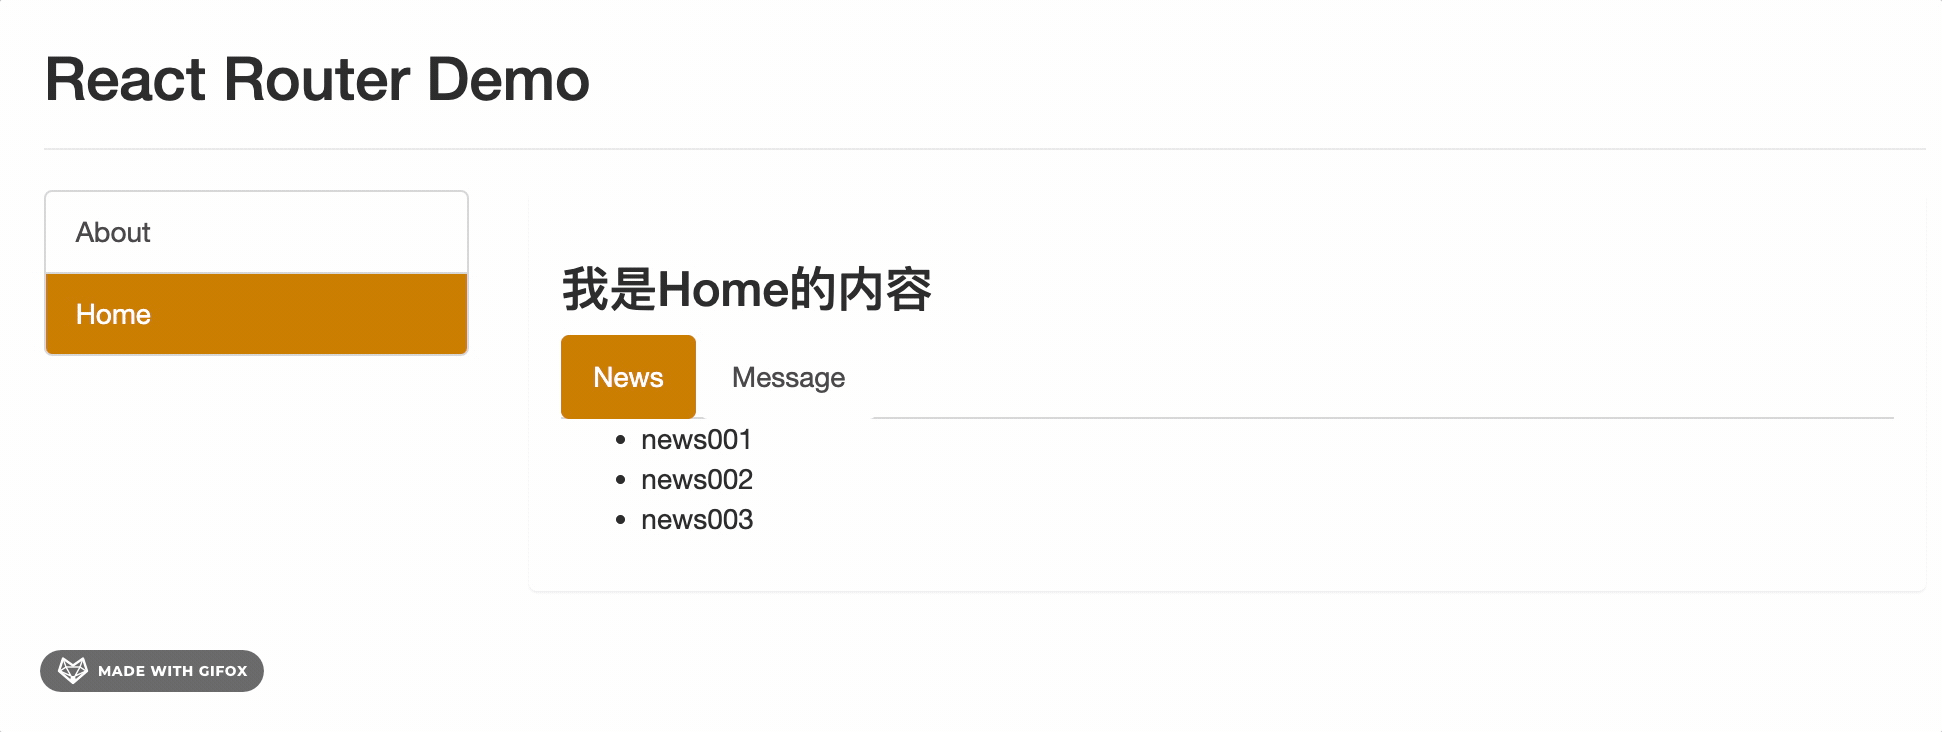 React Router Demo
About
Home
我是Home的内容
News Message
news001
news002
news003
MADE WITH GIFOX